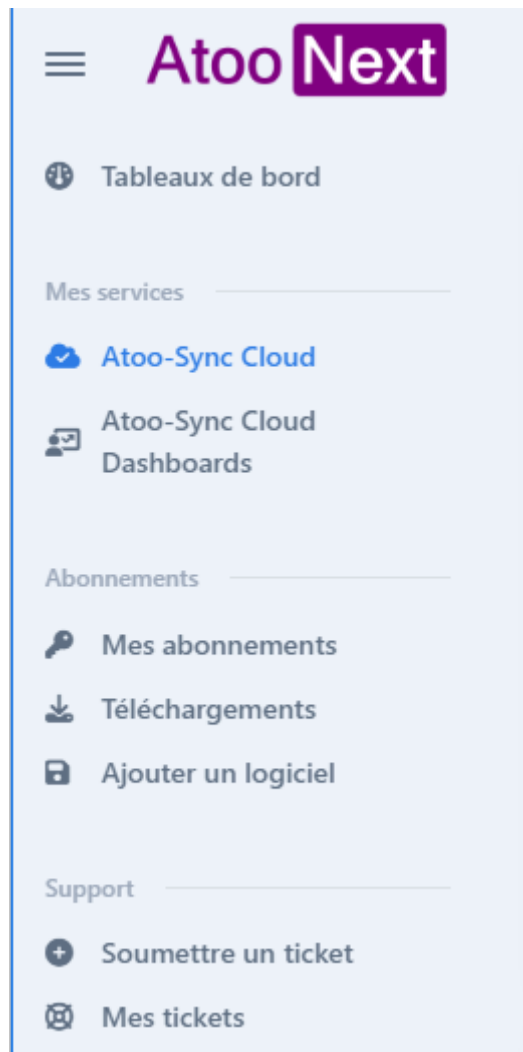 Atoo Next
Tableaux de bord
Mes services
Atoo-Sync Cloud
Atoo-Sync Cloud
Dashboards
Abonnements
Mes abonnements
Téléchargements
Ajouter un logiciel
Support
Soumettre un ticket
Mes tickets